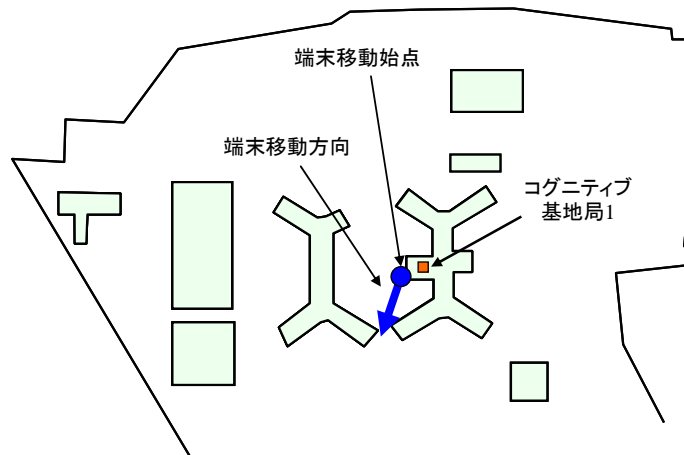 端末移動始点
端末移動方向
コグニティブ
基地局1